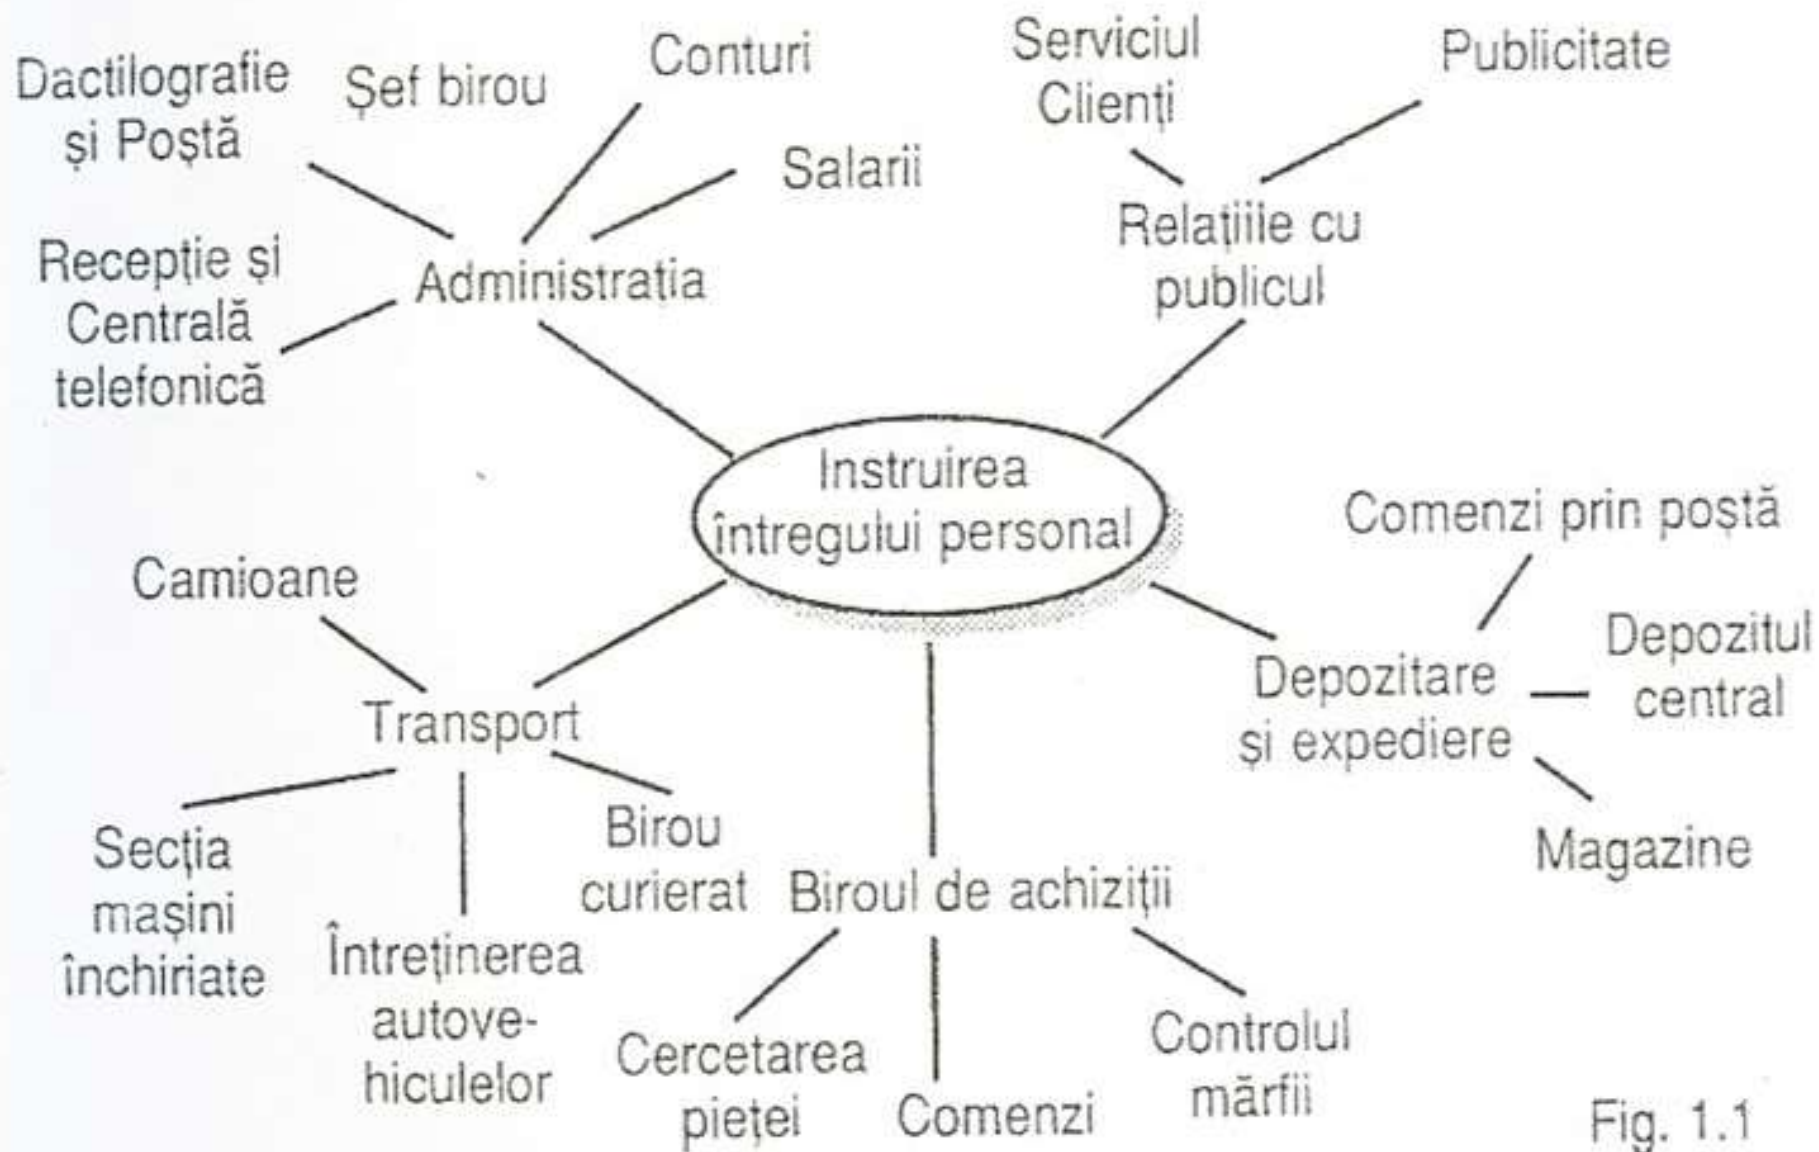 Dactilografie
și Poștă
Șef birou
Conturi
Salarii
Recepție și
Centrală
telefonică
Administrația
Serviciul
Clienți
Publicitate
Relațiile cu
publicul
Instruirea
întregului personal
Comenzi prin poștă
Depozitul
central
Depozitare
și expediere
Magazine
Camioane
Transport
Secția
mașini
închiriate
Întreținerea
autove-
hiculelor
Birou
curierat
Biroul de achiziții
Cercetarea
pieței
Comenzi
Controlul
mărfii
Fig. 1.1